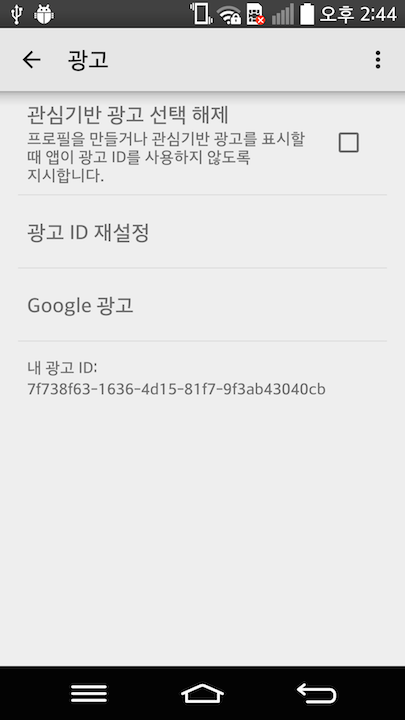 오후 2:44
광고
관심기반 광고 선택 해제
프로필을 만들거나 관심기반 광고를 표시할
때 앱이 광고 ID를 사용하지 않도록
지시합니다.
광고 ID 재설정
Google 광고
내 광고 ID:
7f738f63-1636-4d15-81f7-9f3ab43040cb